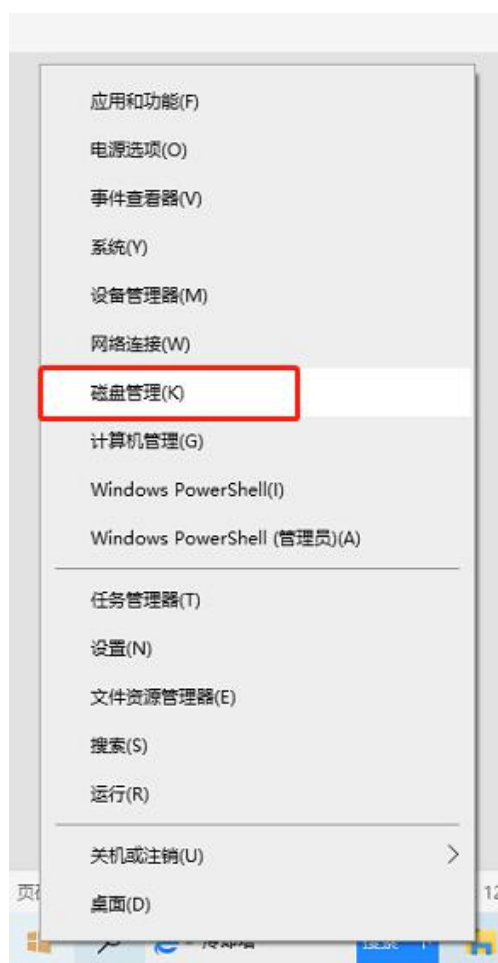 应用和功能(F)
电源选项(O)
事件查看器(V)
系统(Y)
设备管理器(M)
网络连接(W)
磁盘管理(K)
计算机管理(G)
Windows PowerShell(I)
Windows PowerShell (管理员)(A)
任务管理器(T)
设置(N)
文件资源管理器(E)
搜索(S)
运行(R)
关机或注销(U)
页
12
桌面(D)